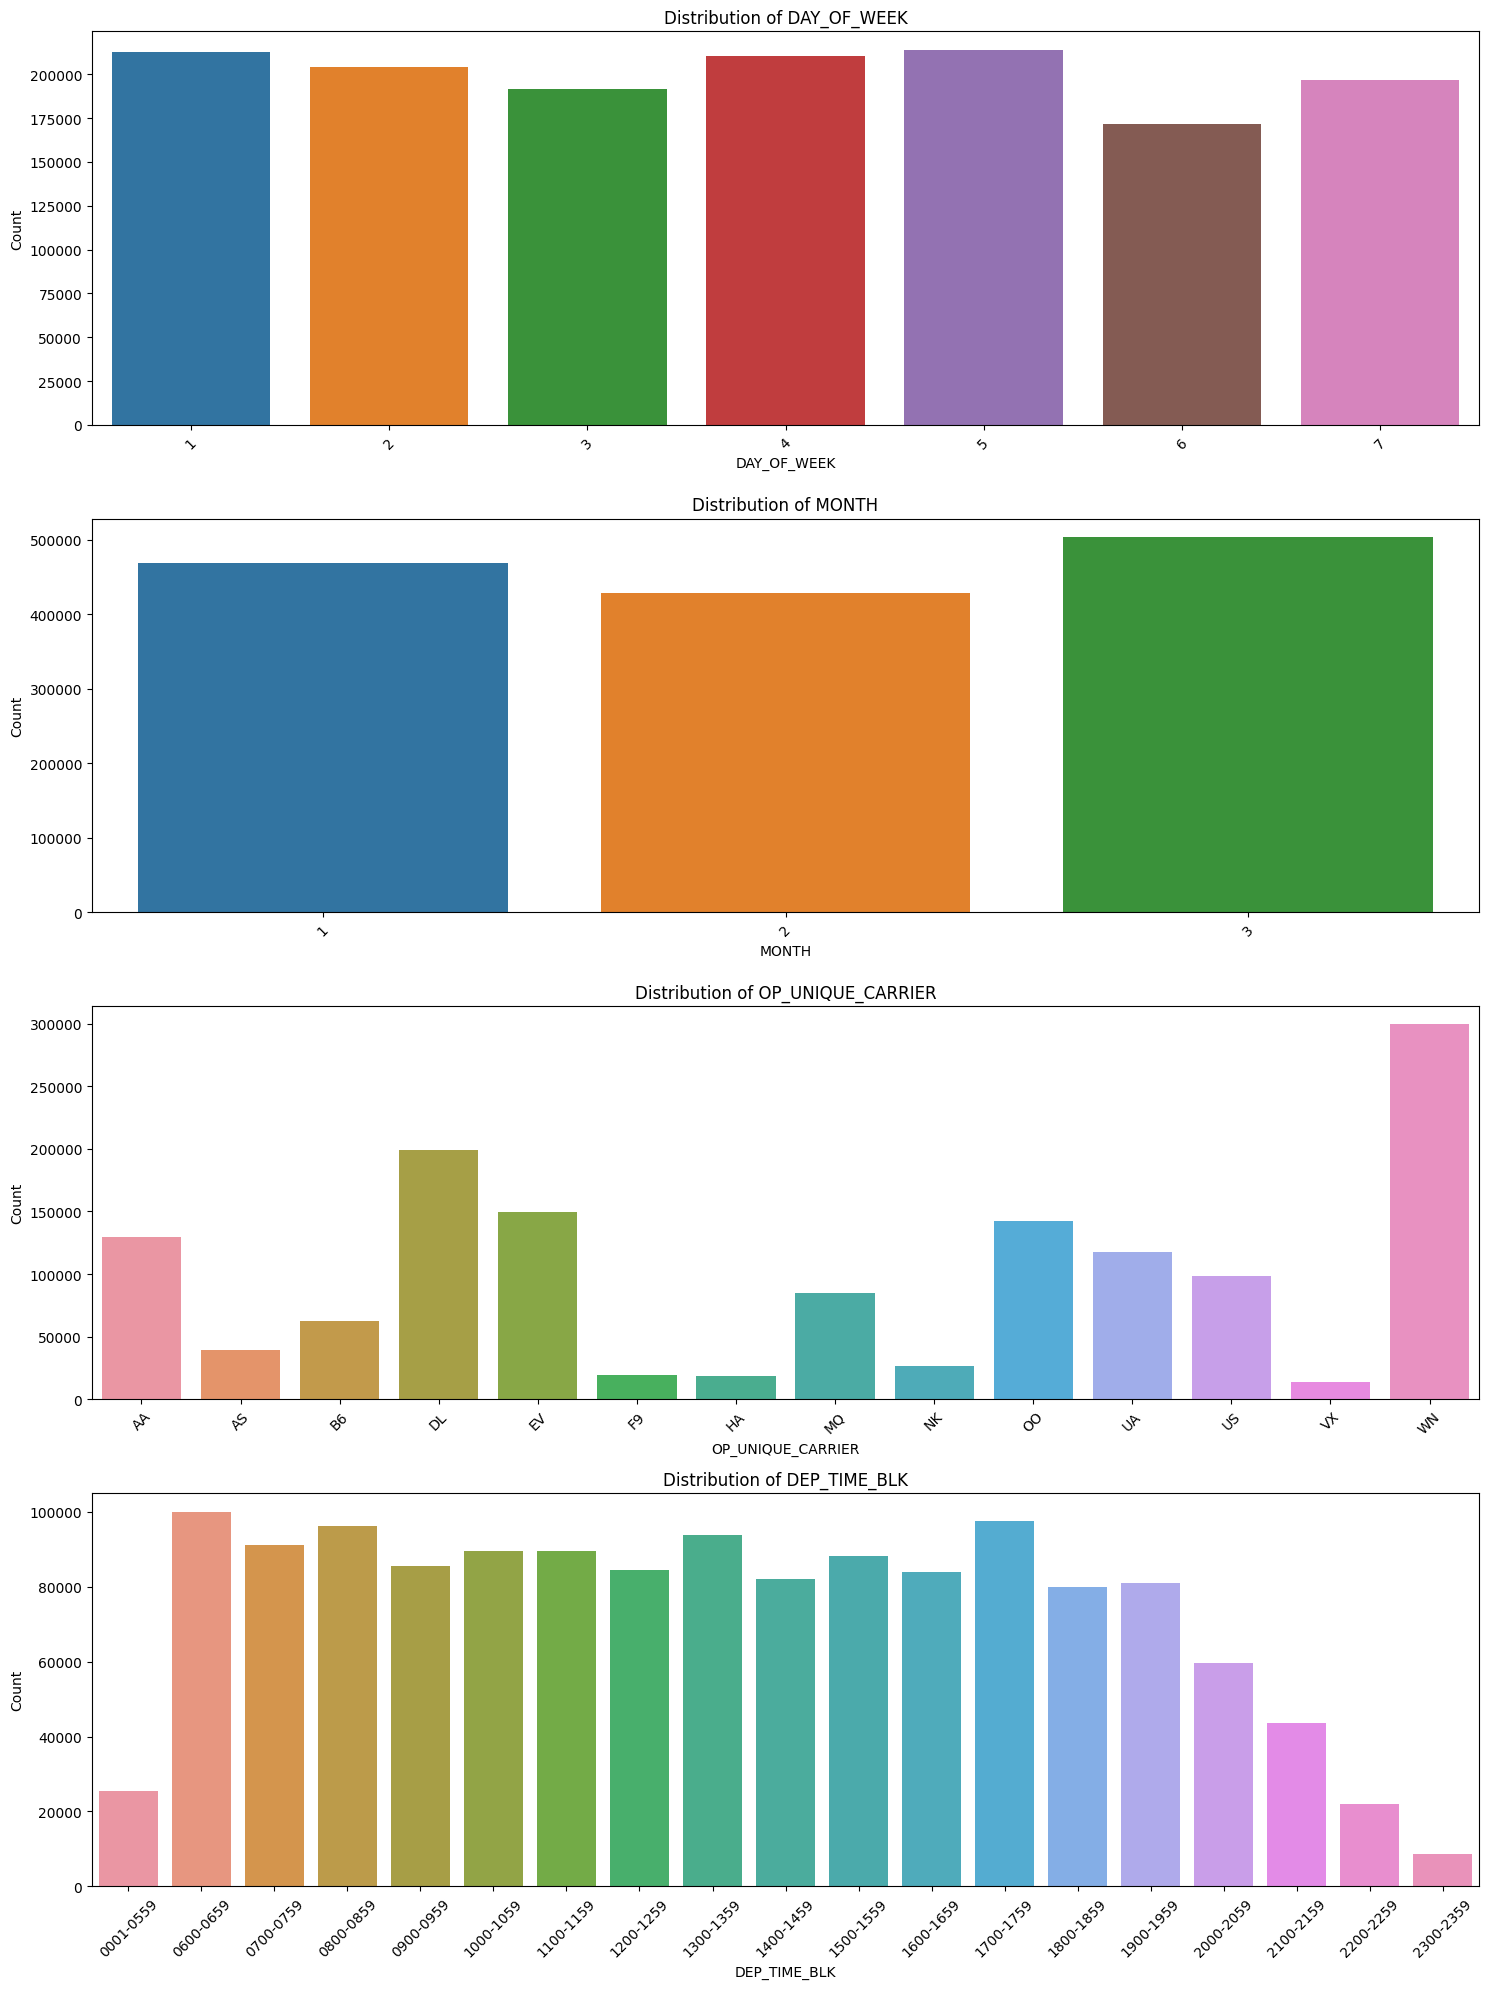 Distribution of DAY_OF_WEEK
200000
175000
150000
125000
100000
75000
50000
25000
0
Count
1 2 3 4 5 6 7
DAY_OF_WEEK
Distribution of MONTH
500000
400000
300000
200000
100000
0
Count
1 2 3
MONTH
Distribution of OP_UNIQUE_CARRIER
300000
250000
200000
150000
100000
50000
0
Count
AA AS B6 DL EV F9 HA MQ NK OO UA US VX WN
OP_UNIQUE_CARRIER
Distribution of DEP_TIME_BLK
100000
80000
60000
40000
20000
0
Count
0001-0559 0600-0659 0700-0759 0800-0859 0900-0959 1000-1059 1100-1159 1200-1259 1300-1359 1400-1459 1500-1559 1600-1659 1700-1759 1800-1859 1900-1959 2000-2059 2100-2159 2200-2259 2300-2359
DEP_TIME_BLK